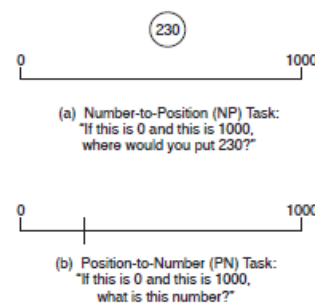 230
0 1000
(a) Number-to-Position (NP) Task:
"If this is 0 and this is 1000,
where would you put 230?"
0 1000
(b) Position-to-Number (PN) Task:
"If this is 0 and this is 1000,
what is this number?"